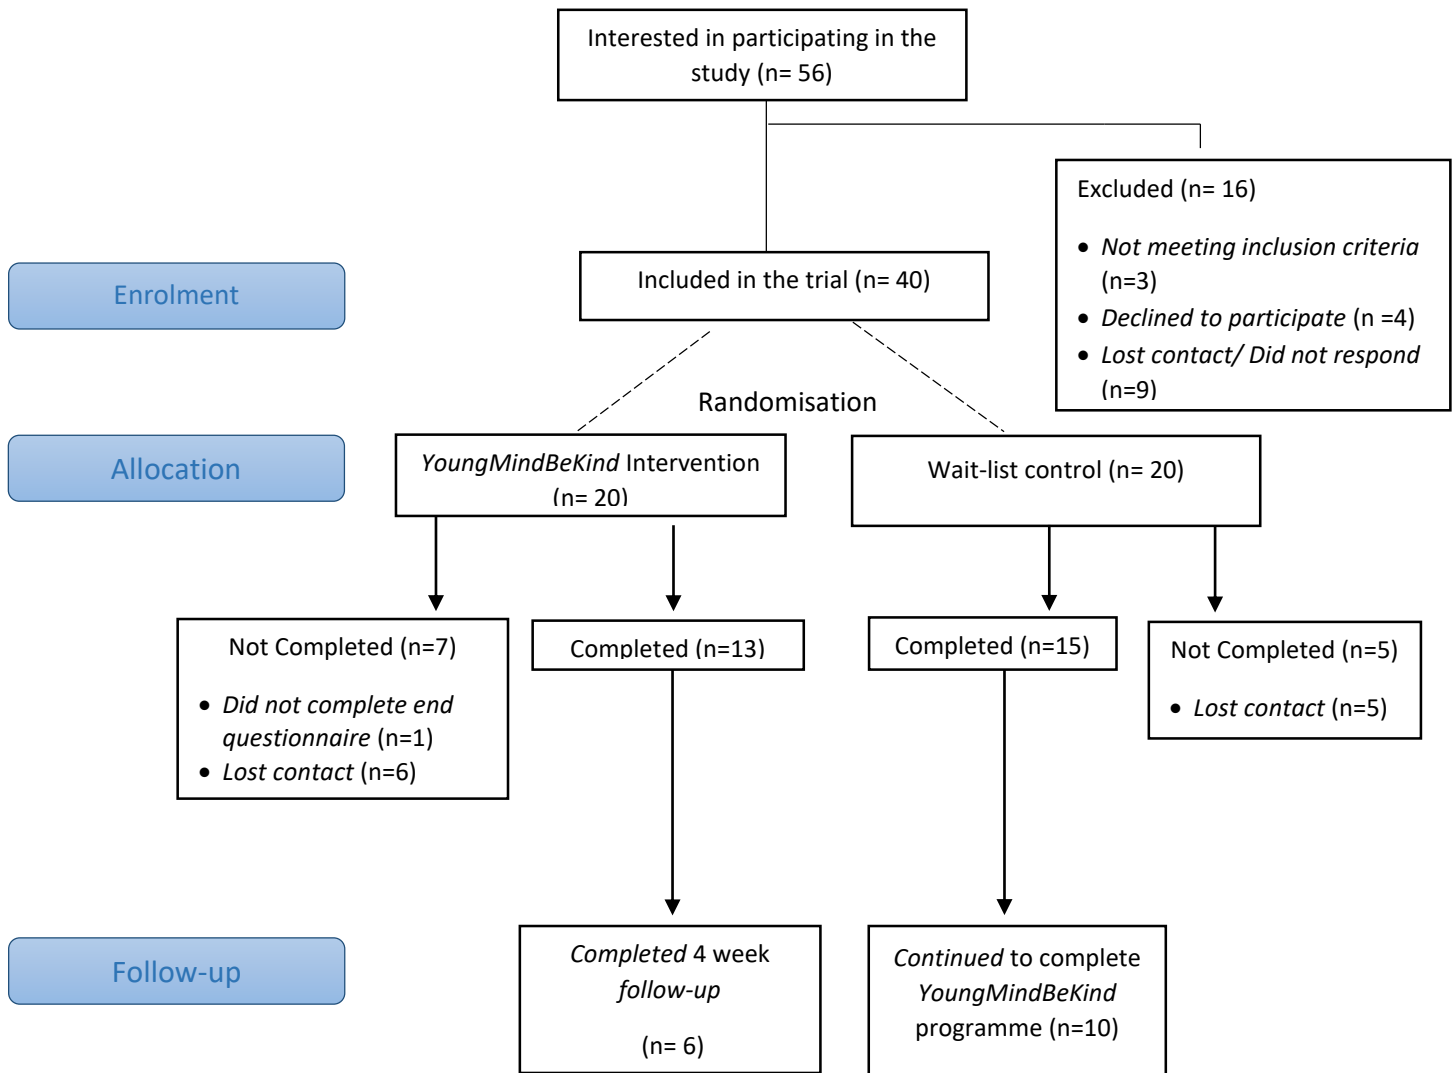 Interested in participating in the
study (n= 56)
Excluded (n= 16)
• Not meeting inclusion criteria
(n=3)
• Declined to participate (n =4)
• Lost contact/ Did not respond
(n=9)
Enrolment
Included in the trial (n= 40)
Randomisation
Allocation
YoungMindBeKind Intervention
(n= 20)
Wait-list control (n= 20)
Not Completed (n=7)
• Did not complete end
questionnaire (n=1)
• Lost contact (n=6)
Completed (n=13)
Completed (n=15)
Not Completed (n=5)
• Lost contact (n=5)
Follow-up
Completed 4 week
follow-up
(n= 6)
Continued to complete
YoungMindBeKind
programme (n=10)